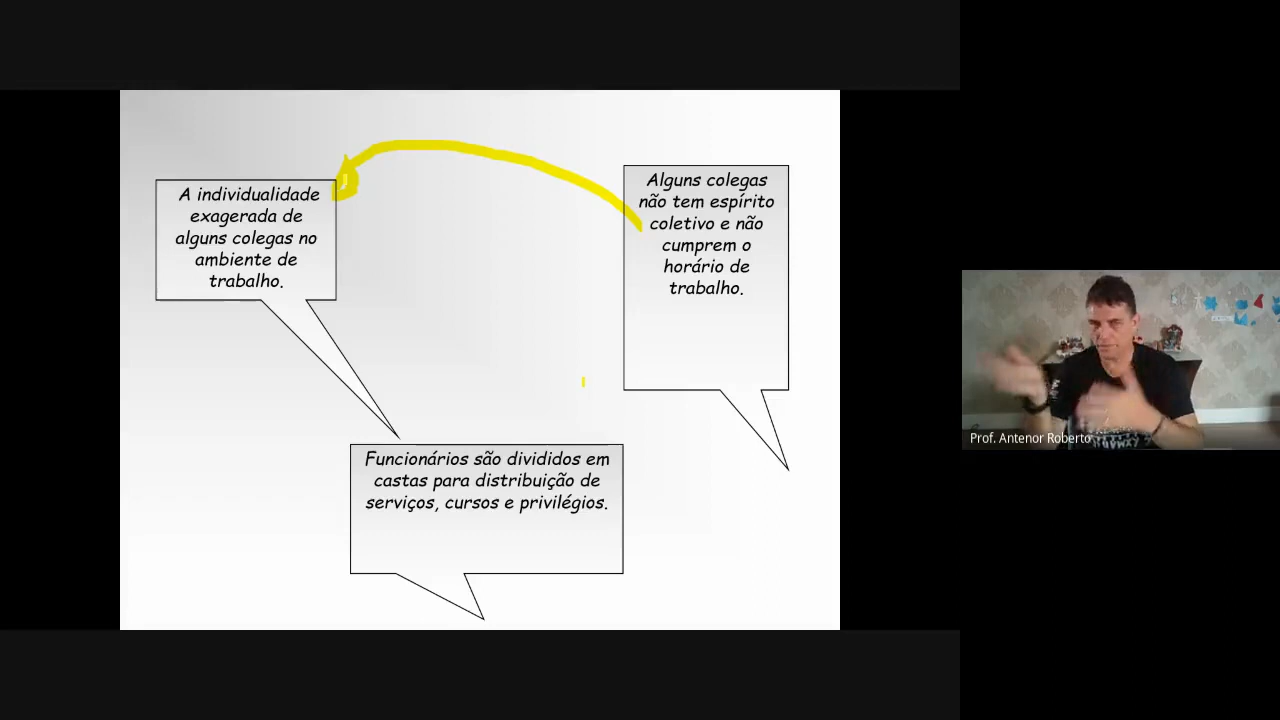 A individualidade
exagerada de
alguns colegas no
ambiente de
trabalho.
Alguns colegas
não tem espírito
coletivo e não
cumprem o
horário de
trabalho.
Funcionários são divididos em
castas para distribuição de
serviços, cursos e privilégios.
Prof. Antenor Roberto